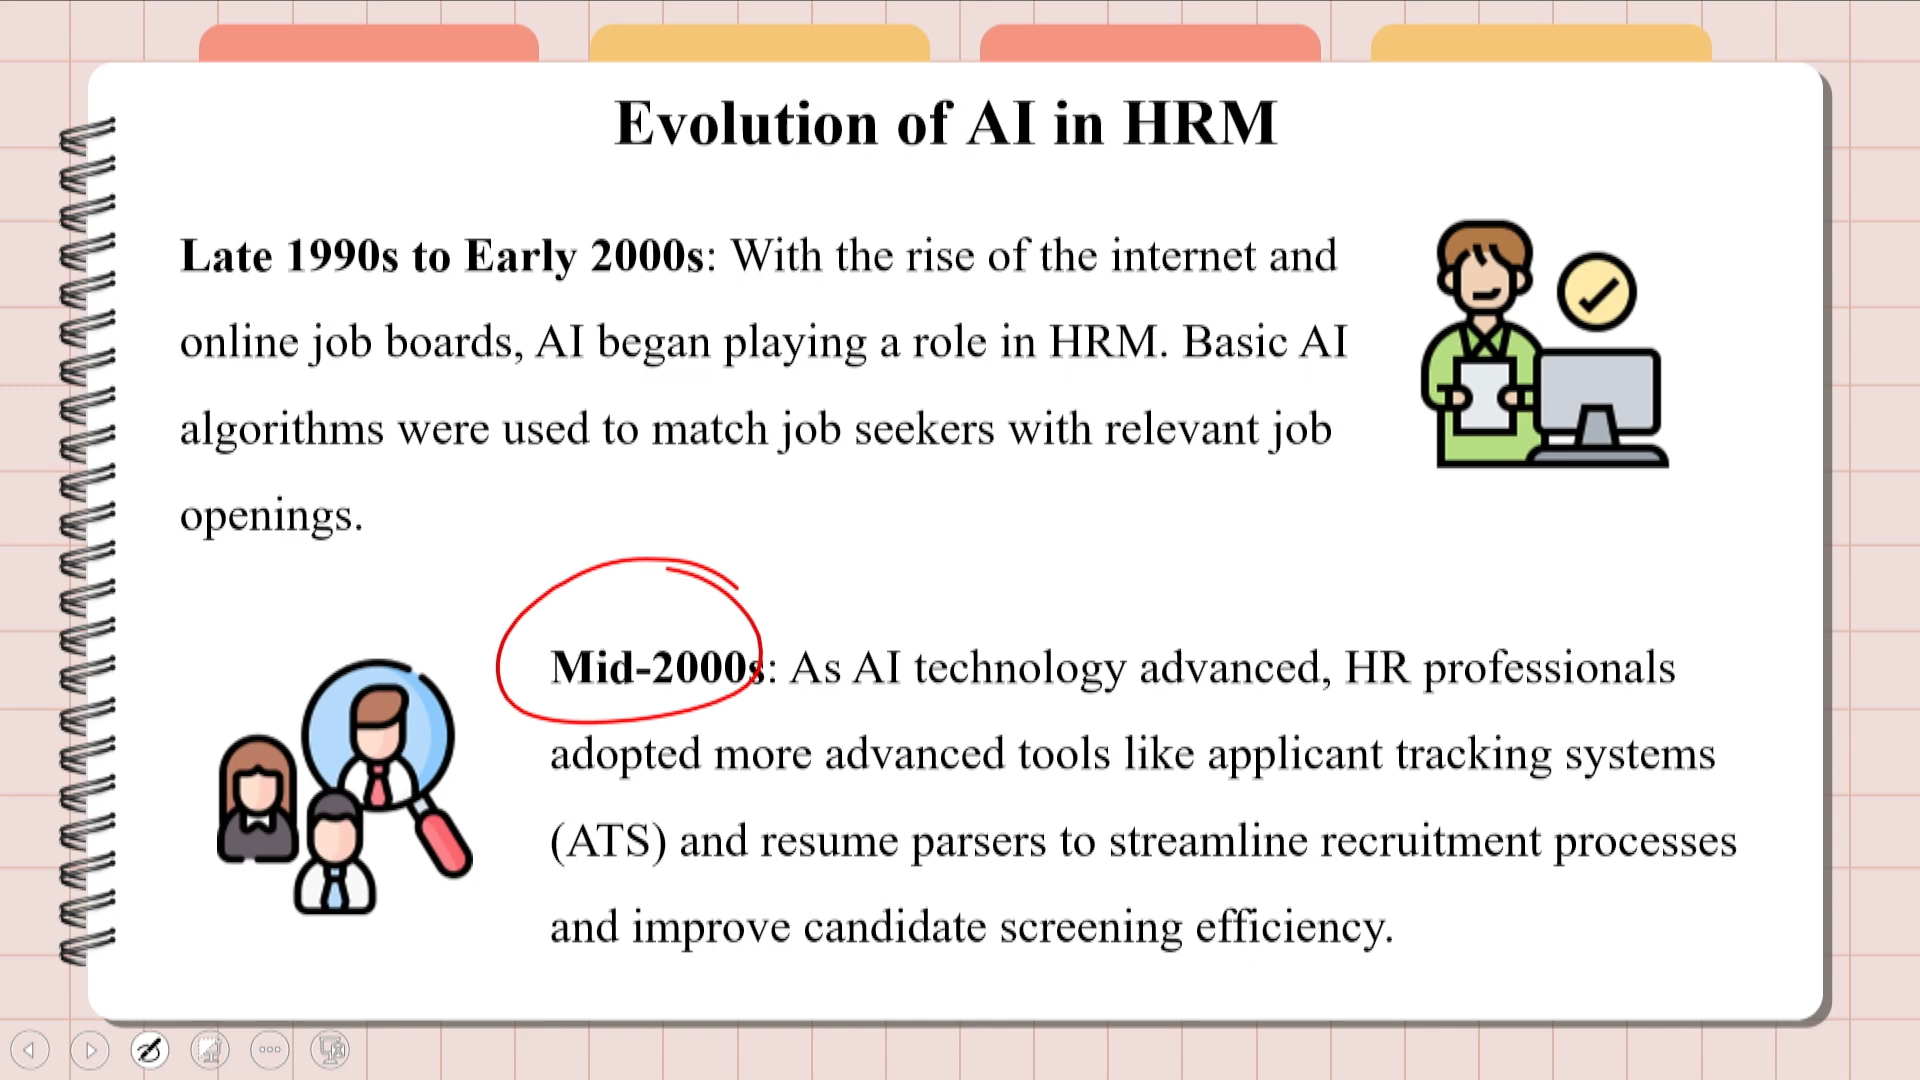 Evolution of AI in HRM
Late 1990s to Early 2000s: With the rise of the internet and
online job boards, AI began playing a role in HRM. Basic AI
algorithms were used to match job seekers with relevant job
openings.
Mid-2000s: As AI technology advanced, HR professionals
adopted more advanced tools like applicant tracking systems
(ATS) and resume parsers to streamline recruitment processes
and improve candidate screening efficiency.